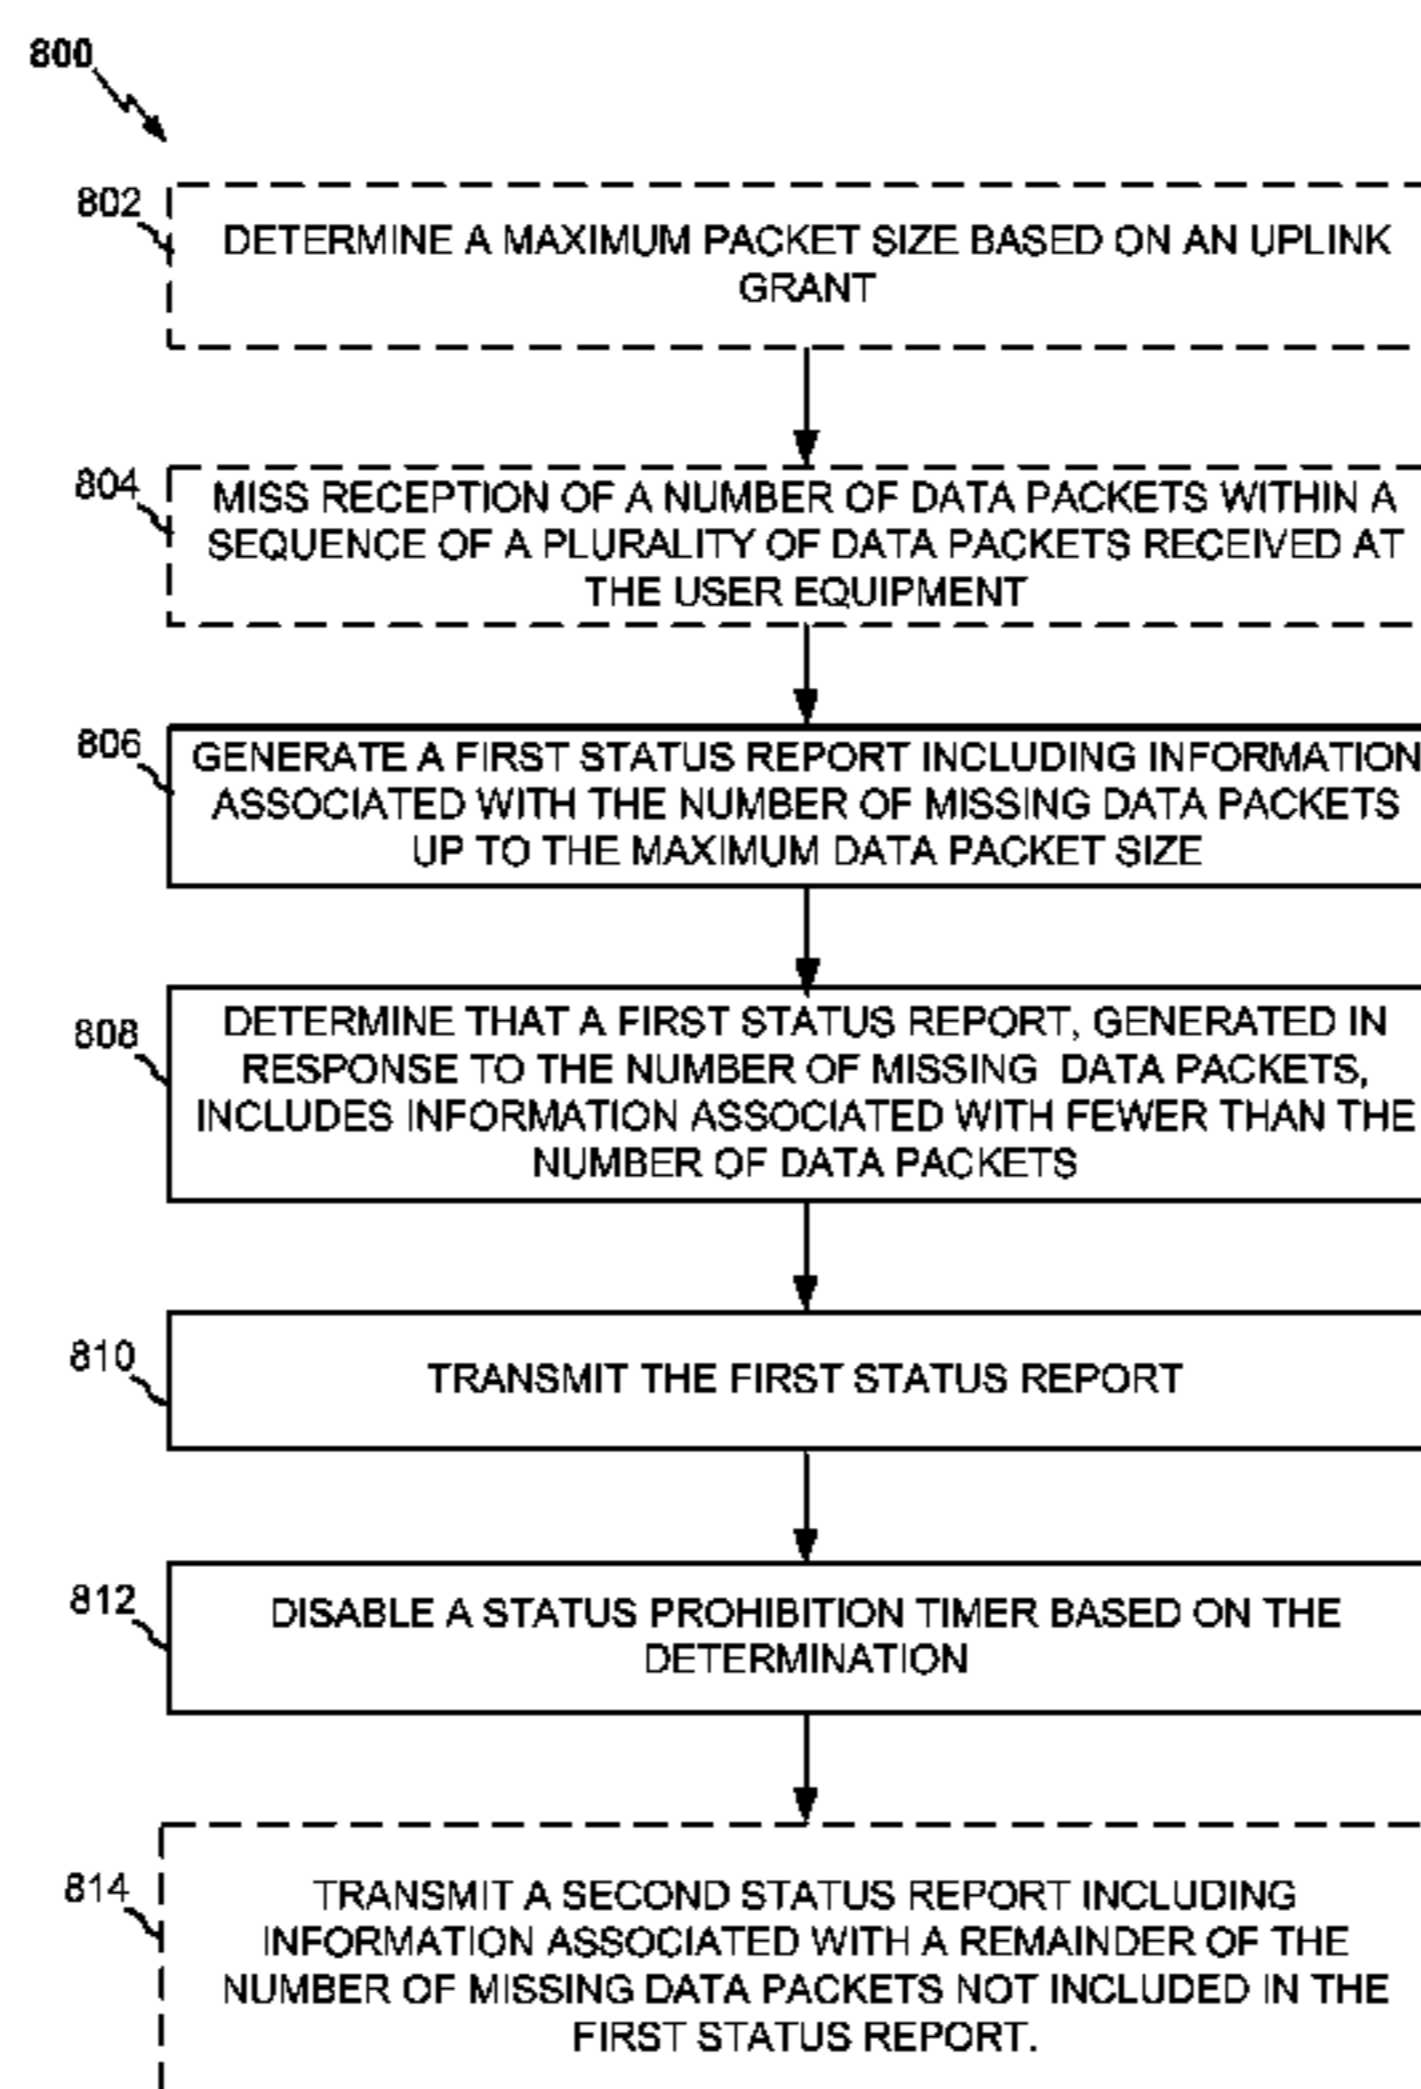 800
802
DETERMINE A MAXIMUM PACKET SIZE BASED ON AN UPLINK
GRANT
804
MISS RECEPTION OF A NUMBER OF DATA PACKETS WITHIN A
SEQUENCE OF A PLURALITY OF DATA PACKETS RECEIVED AT
THE USER EQUIPMENT
806
GENERATE A FIRST STATUS REPORT INCLUDING INFORMATION
ASSOCIATED WITH THE NUMBER OF MISSING DATA PACKETS
UP TO THE MAXIMUM DATA PACKET SIZE
808
DETERMINE THAT A FIRST STATUS REPORT, GENERATED IN
RESPONSE TO THE NUMBER OF MISSING DATA PACKETS,
INCLUDES INFORMATION ASSOCIATED WITH FEWER THAN THE
NUMBER OF DATA PACKETS
810
TRANSMIT THE FIRST STATUS REPORT
812
DISABLE A STATUS PROHIBITION TIMER BASED ON THE
DETERMINATION
814
TRANSMIT A SECOND STATUS REPORT INCLUDING
INFORMATION ASSOCIATED WITH A REMAINDER OF THE
NUMBER OF MISSING DATA PACKETS NOT INCLUDED IN THE
FIRST STATUS REPORT.